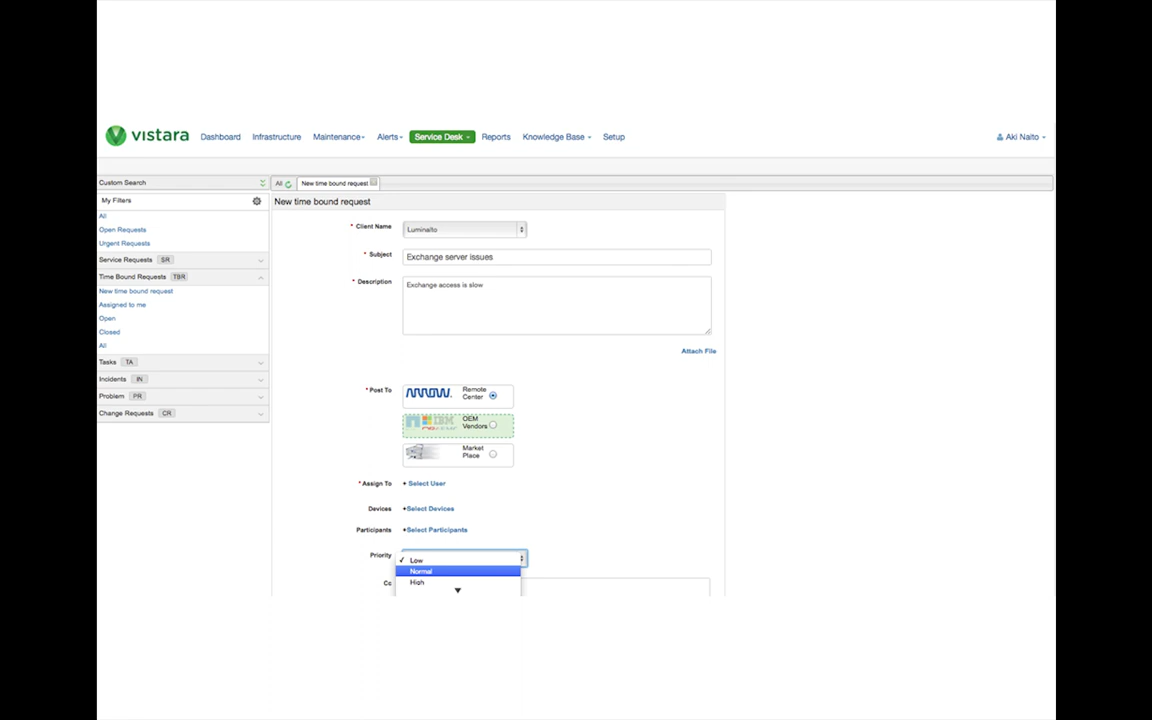 vistara Dashboard Infrastructure Maintenance Alerts Service Desk Reports Knowledge Base Setup Aki Naito
Custom Search All New time bound request
My Filters New time bound request
All
Open Requests
Urgent Requests
Service Requests SR
Time Bound Requests TBR
New time bound request
Assigned to me
Open
Closed
All
Tasks TA
Incidents IN
Problem PR
Change Requests CR
* Client Name Luminalto
* Subject Exchange server issues
* Description Exchange access is slow
Attach File
* Post To ARROW. Remote
Center
IBM OEM
Vendors
Market
Place
* Assign To + Select User
Devices +Select Devices
Participants +Select Participants
Priority ✓ Low
Normal
High
Cc